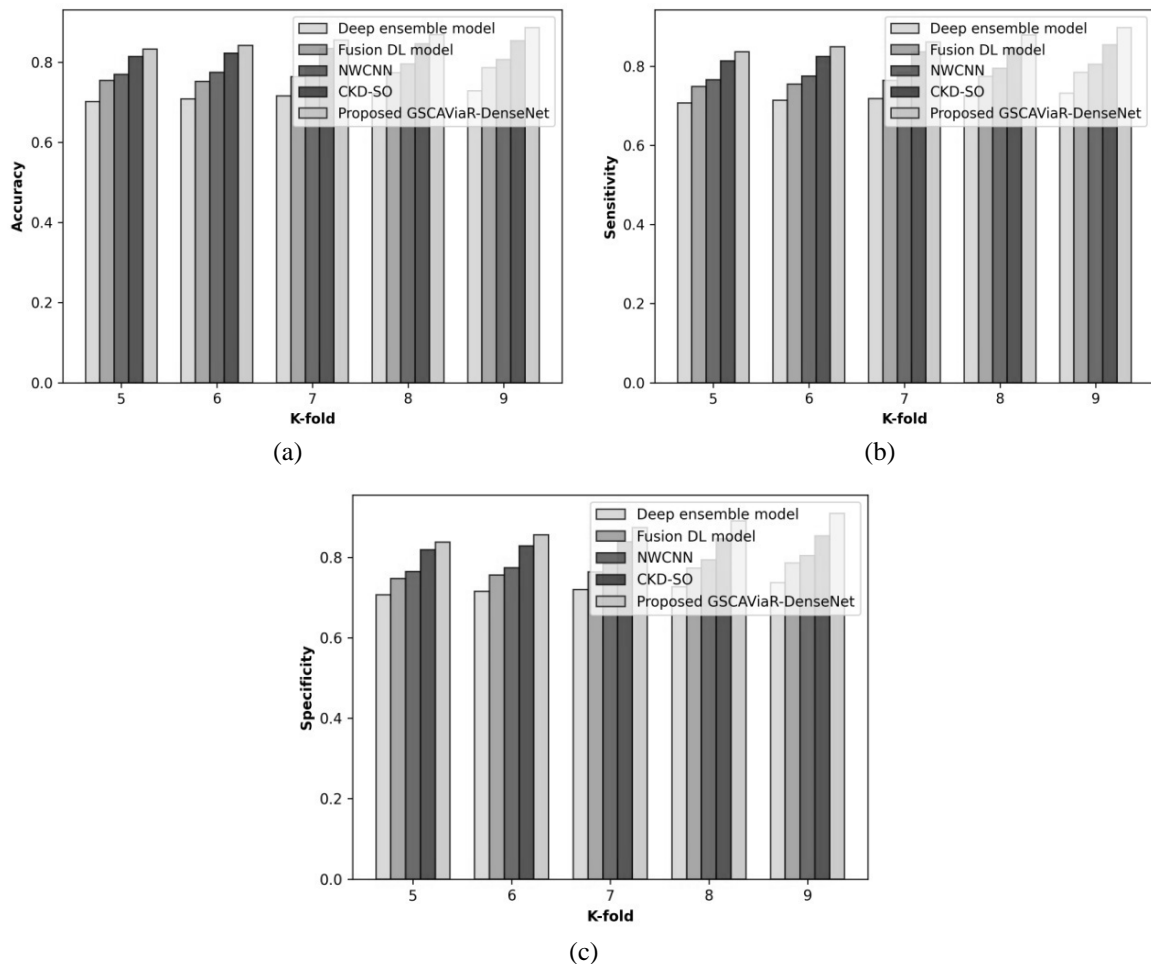 Deep ensemble model
Fusion DL model
NWCNN
CKD-SO
Proposed GSCAViaR-DenseNet
0.8
0.6
0.4
0.2
0.0
Accuracy
5 6 7 8 9
K-fold
(a)
Deep ensemble model
Fusion DL model
NWCNN
CKD-SO
Proposed GSCAViaR-DenseNet
0.8
0.6
0.4
0.2
0.0
Sensitivity
5 6 7 8 9
K-fold
(b)
Deep ensemble model
Fusion DL model
NWCNN
CKD-SO
Proposed GSCAViaR-DenseNet
0.8
0.6
0.4
0.2
0.0
Specificity
5 6 7 8 9
K-fold
(c)